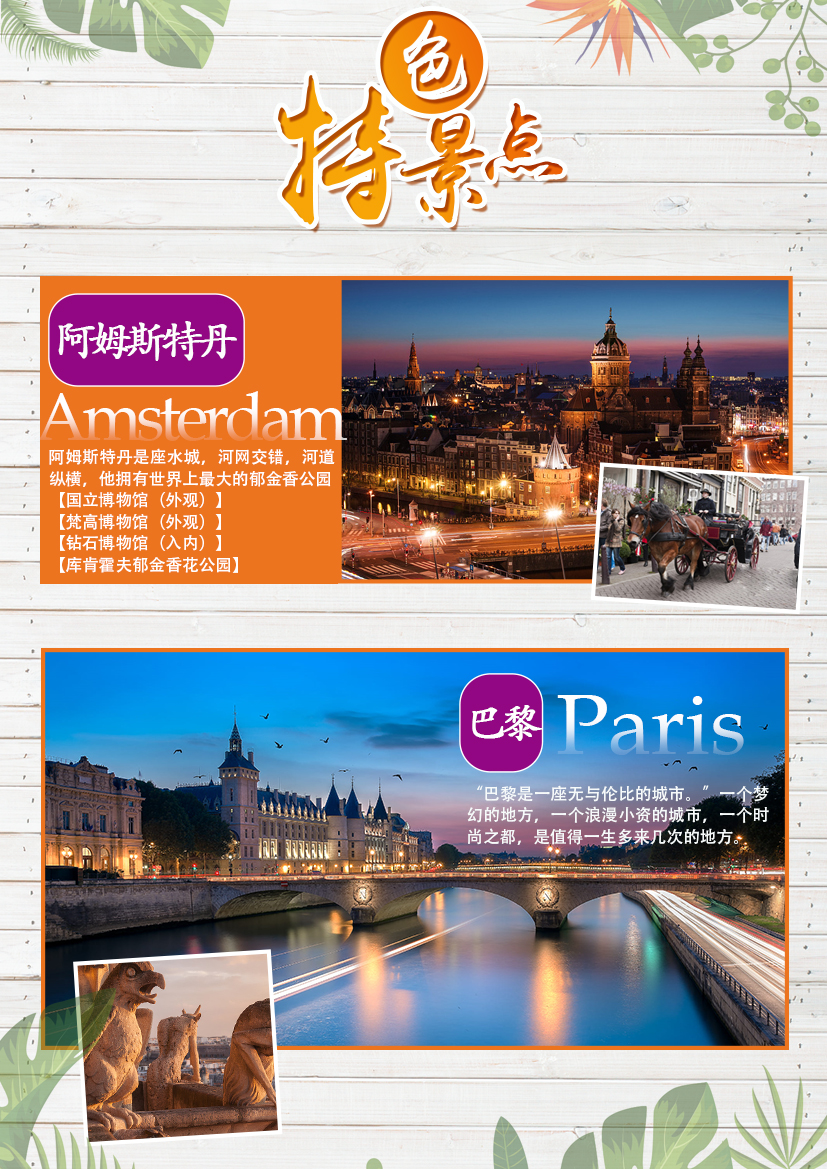 特色景点
阿姆斯特丹
Amsterdam
阿姆斯特丹是座水城，河网交错，河道
纵横，他拥有世界上最大的郁金香公园
【国立博物馆（外观）】
【梵高博物馆（外观）】
【钻石博物馆（入内）】
【库肯霍夫郁金香花公园】
巴黎
Paris
“巴黎是一座无与伦比的城市。”一个梦
幻的地方，一个浪漫小资的城市，一个时
尚之都，是值得一生多来几次的地方。